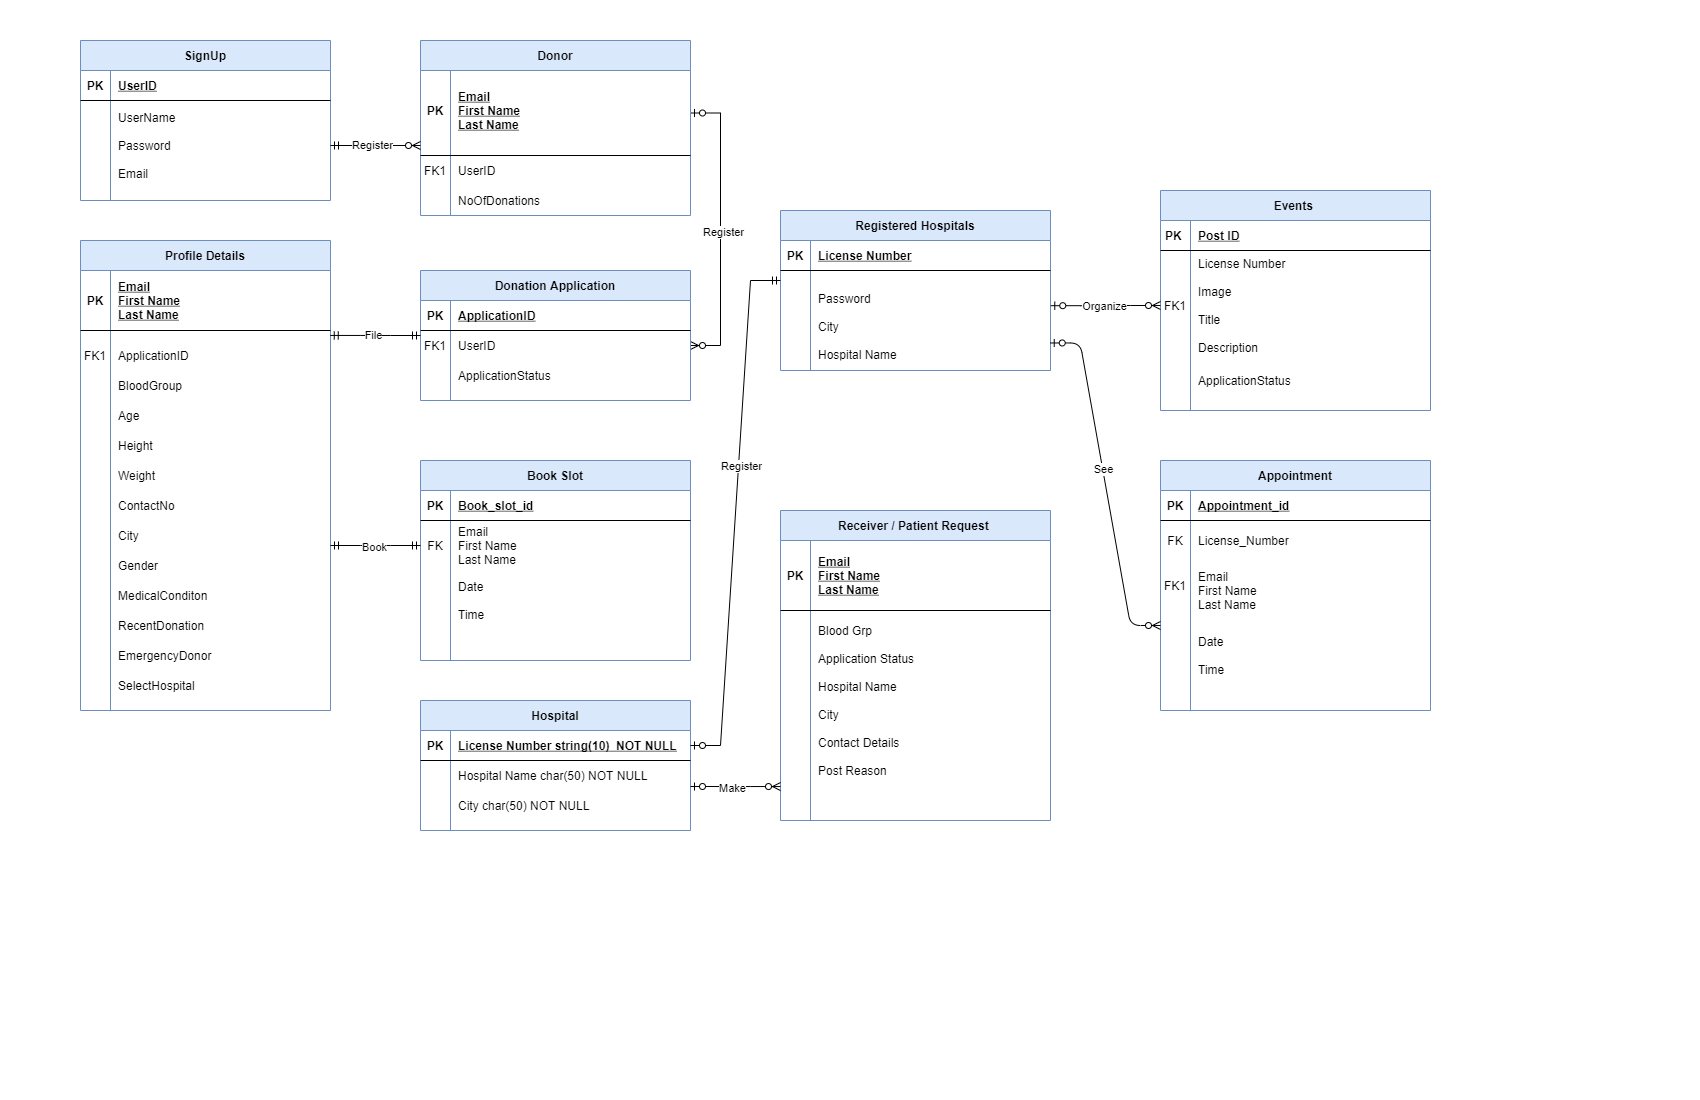 SignUp
PK UserID
UserName
Password
Email
Register
Donor
PK
Email
First Name
Last Name
FK1 UserID
NoOfDonations
Register
Profile Details
PK
Email
First Name
Last Name
FK1 ApplicationID
BloodGroup
Age
Height
Weight
ContactNo
City
Gender
MedicalConditon
RecentDonation
EmergencyDonor
SelectHospital
File
Donation Application
PK ApplicationID
FK1 UserID
ApplicationStatus
Book
Book Slot
PK Book_slot_id
FK
Email
First Name
Last Name
Date
Time
Hospital
PK License Number string(10) NOT NULL
Hospital Name char(50) NOT NULL
City char(50) NOT NULL
Register
Make
Registered Hospitals
PK License Number
Password
City
Hospital Name
Receiver / Patient Request
PK
Email
First Name
Last Name
Blood Grp
Application Status
Hospital Name
City
Contact Details
Post Reason
Organize
See
Events
PK Post ID
FK1
License Number
Image
Title
Description
ApplicationStatus
Appointment
PK Appointment_id
FK License_Number
FK1
Email
First Name
Last Name
Date
Time